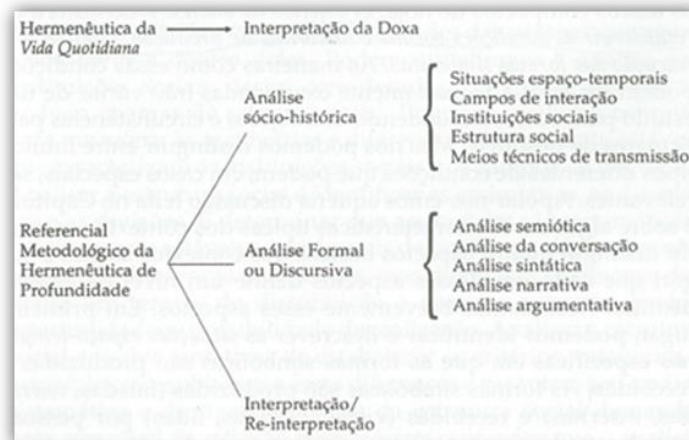 Hermenêutica da
Vida Quotidiana
Interpretação da Doxa
Análise
sócio-histórica
Situações espaço-temporais
Campos de interação
Instituições sociais
Estrutura social
Meios técnicos de transmissão
Referencial
Metodológico da
Hermenêutica de
Profundidade
Análise Formal
ou Discursiva
Análise semiótica
Análise da conversação
Análise sintática
Análise narrativa
Análise argumentativa
Interpretação/
Re-interpretação